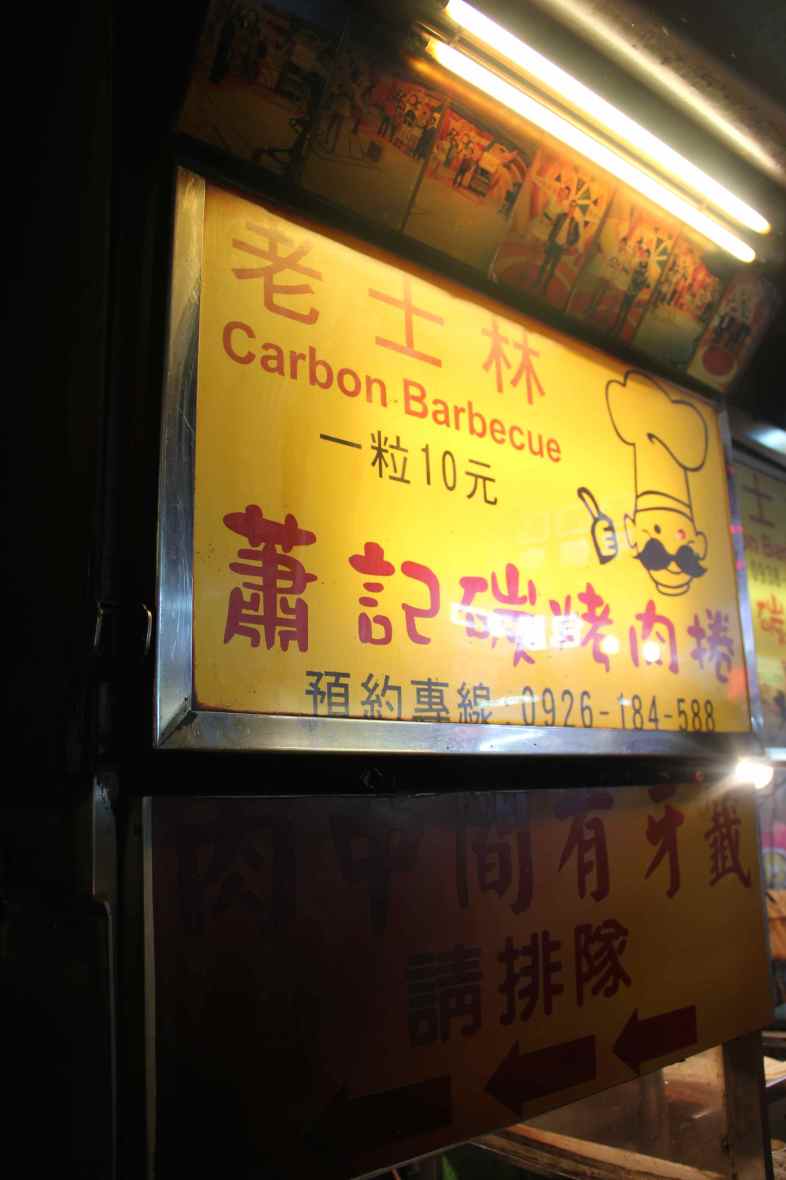 老士林
Carbon Barbecue
一粒10元
蕭記碳烤肉捲
預約專線:0926-184-588
肉中間有牙籤
請排隊